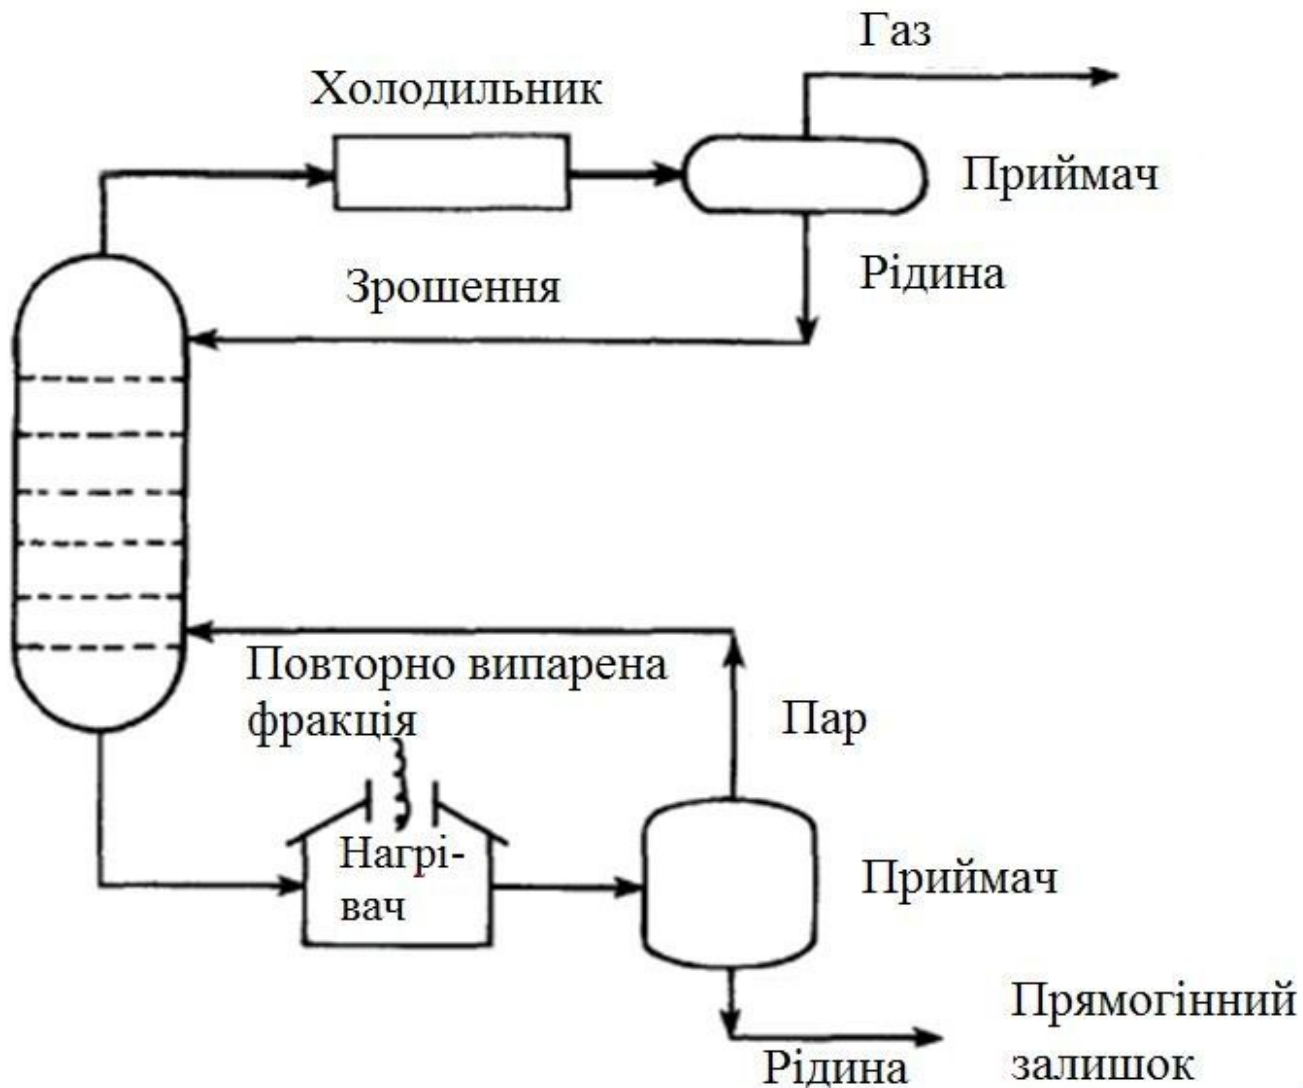 Газ
Холодильник
Приймач
Рідина
Зрошення
Повторно випарена
фракція
Пар
Нагрі-
вач
Приймач
Прямогінний
залишок
Рідина